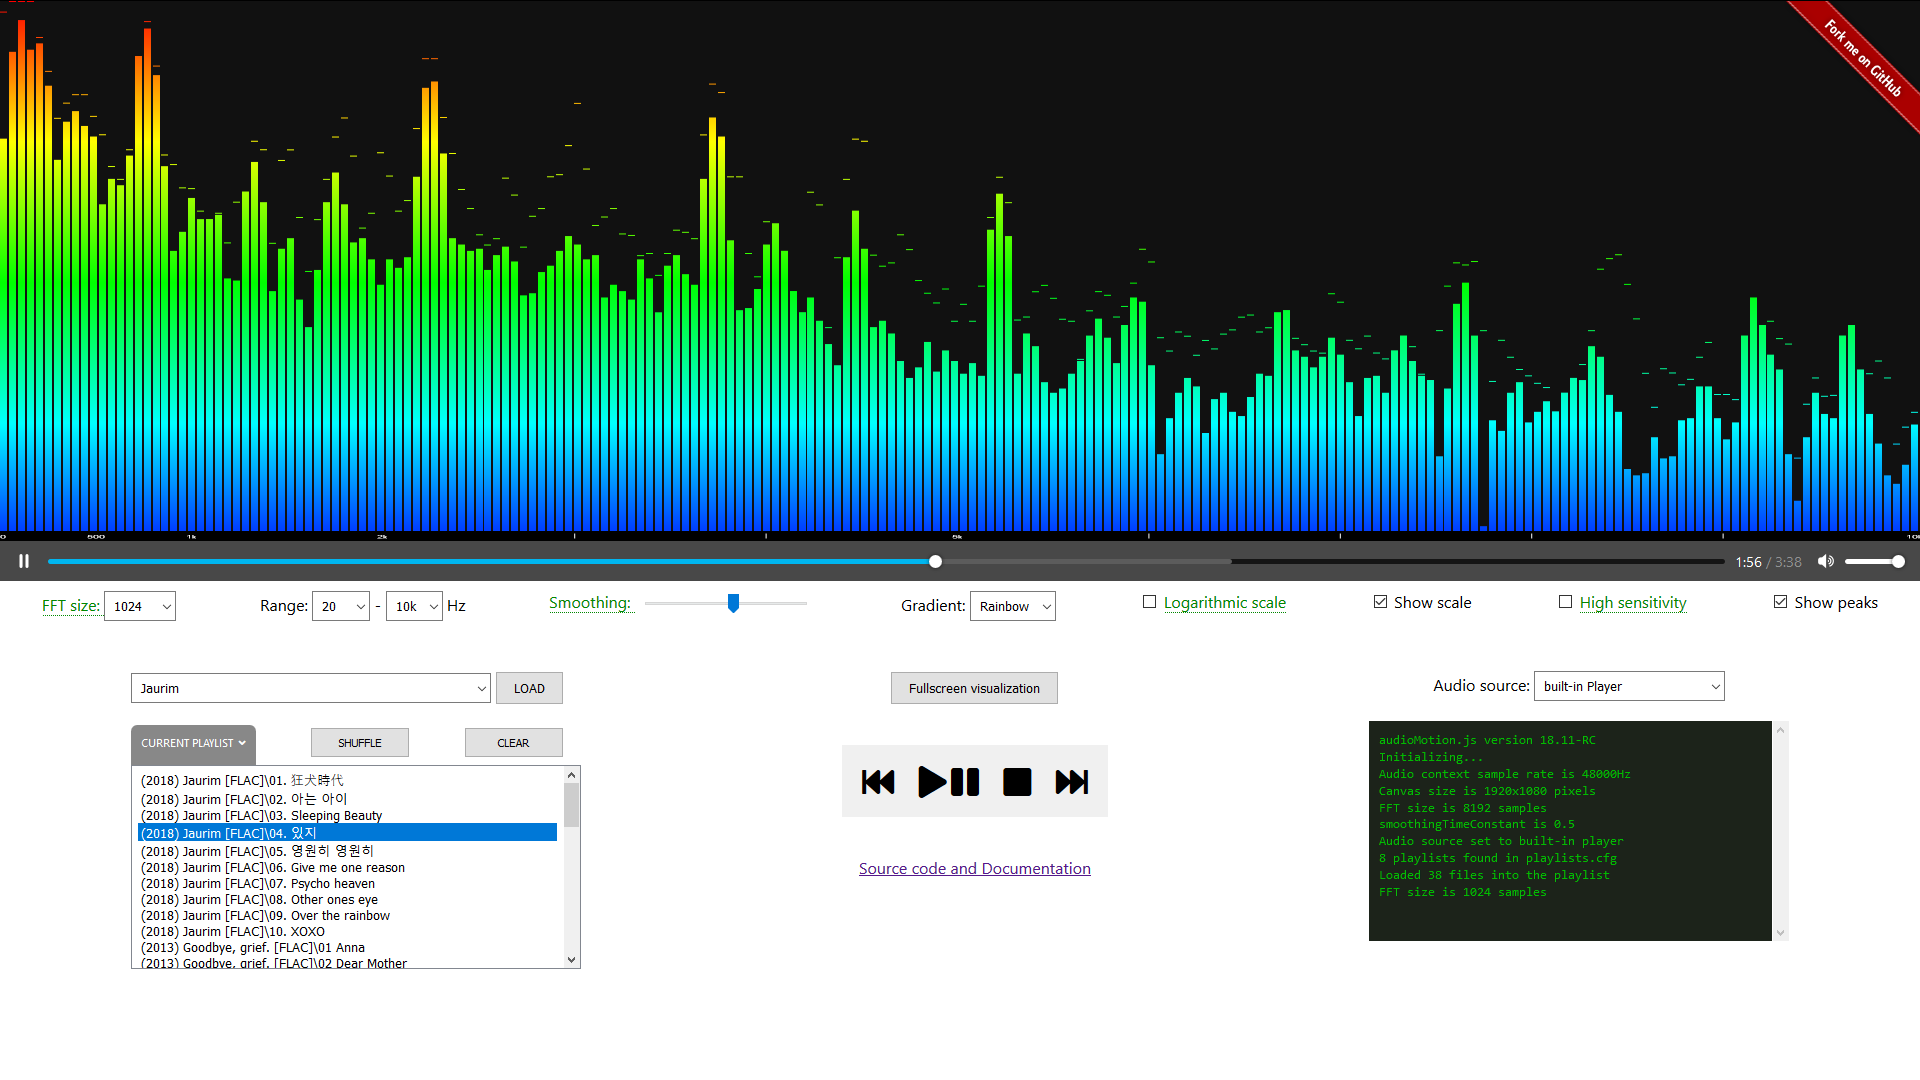 Fork me on GitHub
0 500 1k 2k 5k 10k
1:56 / 3:38
FFT size: 1024 Range: 20 - 10k Hz Smoothing: Gradient: Rainbow Logarithmic scale Show scale High sensitivity Show peaks
Jaurim LOAD
CURRENT PLAYLIST SHUFFLE CLEAR
(2018) Jaurim [FLAC]\01. 狂犬時代
(2018) Jaurim [FLAC]\02. 아는 아이
(2018) Jaurim [FLAC]\03. Sleeping Beauty
(2018) Jaurim [FLAC]\04. 있지
(2018) Jaurim [FLAC]\05. 영원히 영원히
(2018) Jaurim [FLAC]\06. Give me one reason
(2018) Jaurim [FLAC]\07. Psycho heaven
(2018) Jaurim [FLAC]\08. Other ones eye
(2018) Jaurim [FLAC]\09. Over the rainbow
(2018) Jaurim [FLAC]\10. XOXO
(2013) Goodbye, grief. [FLAC]\01 Anna
(2013) Goodbye, grief. [FLAC]\02 Dear Mother
Fullscreen visualization
Source code and Documentation
Audio source: built-in Player
audioMotion.js version 18.11-RC
Initializing...
Audio context sample rate is 48000Hz
Canvas size is 1920x1080 pixels
FFT size is 8192 samples
smoothingTimeConstant is 0.5
Audio source set to built-in player
8 playlists found in playlists.cfg
Loaded 38 files into the playlist
FFT size is 1024 samples